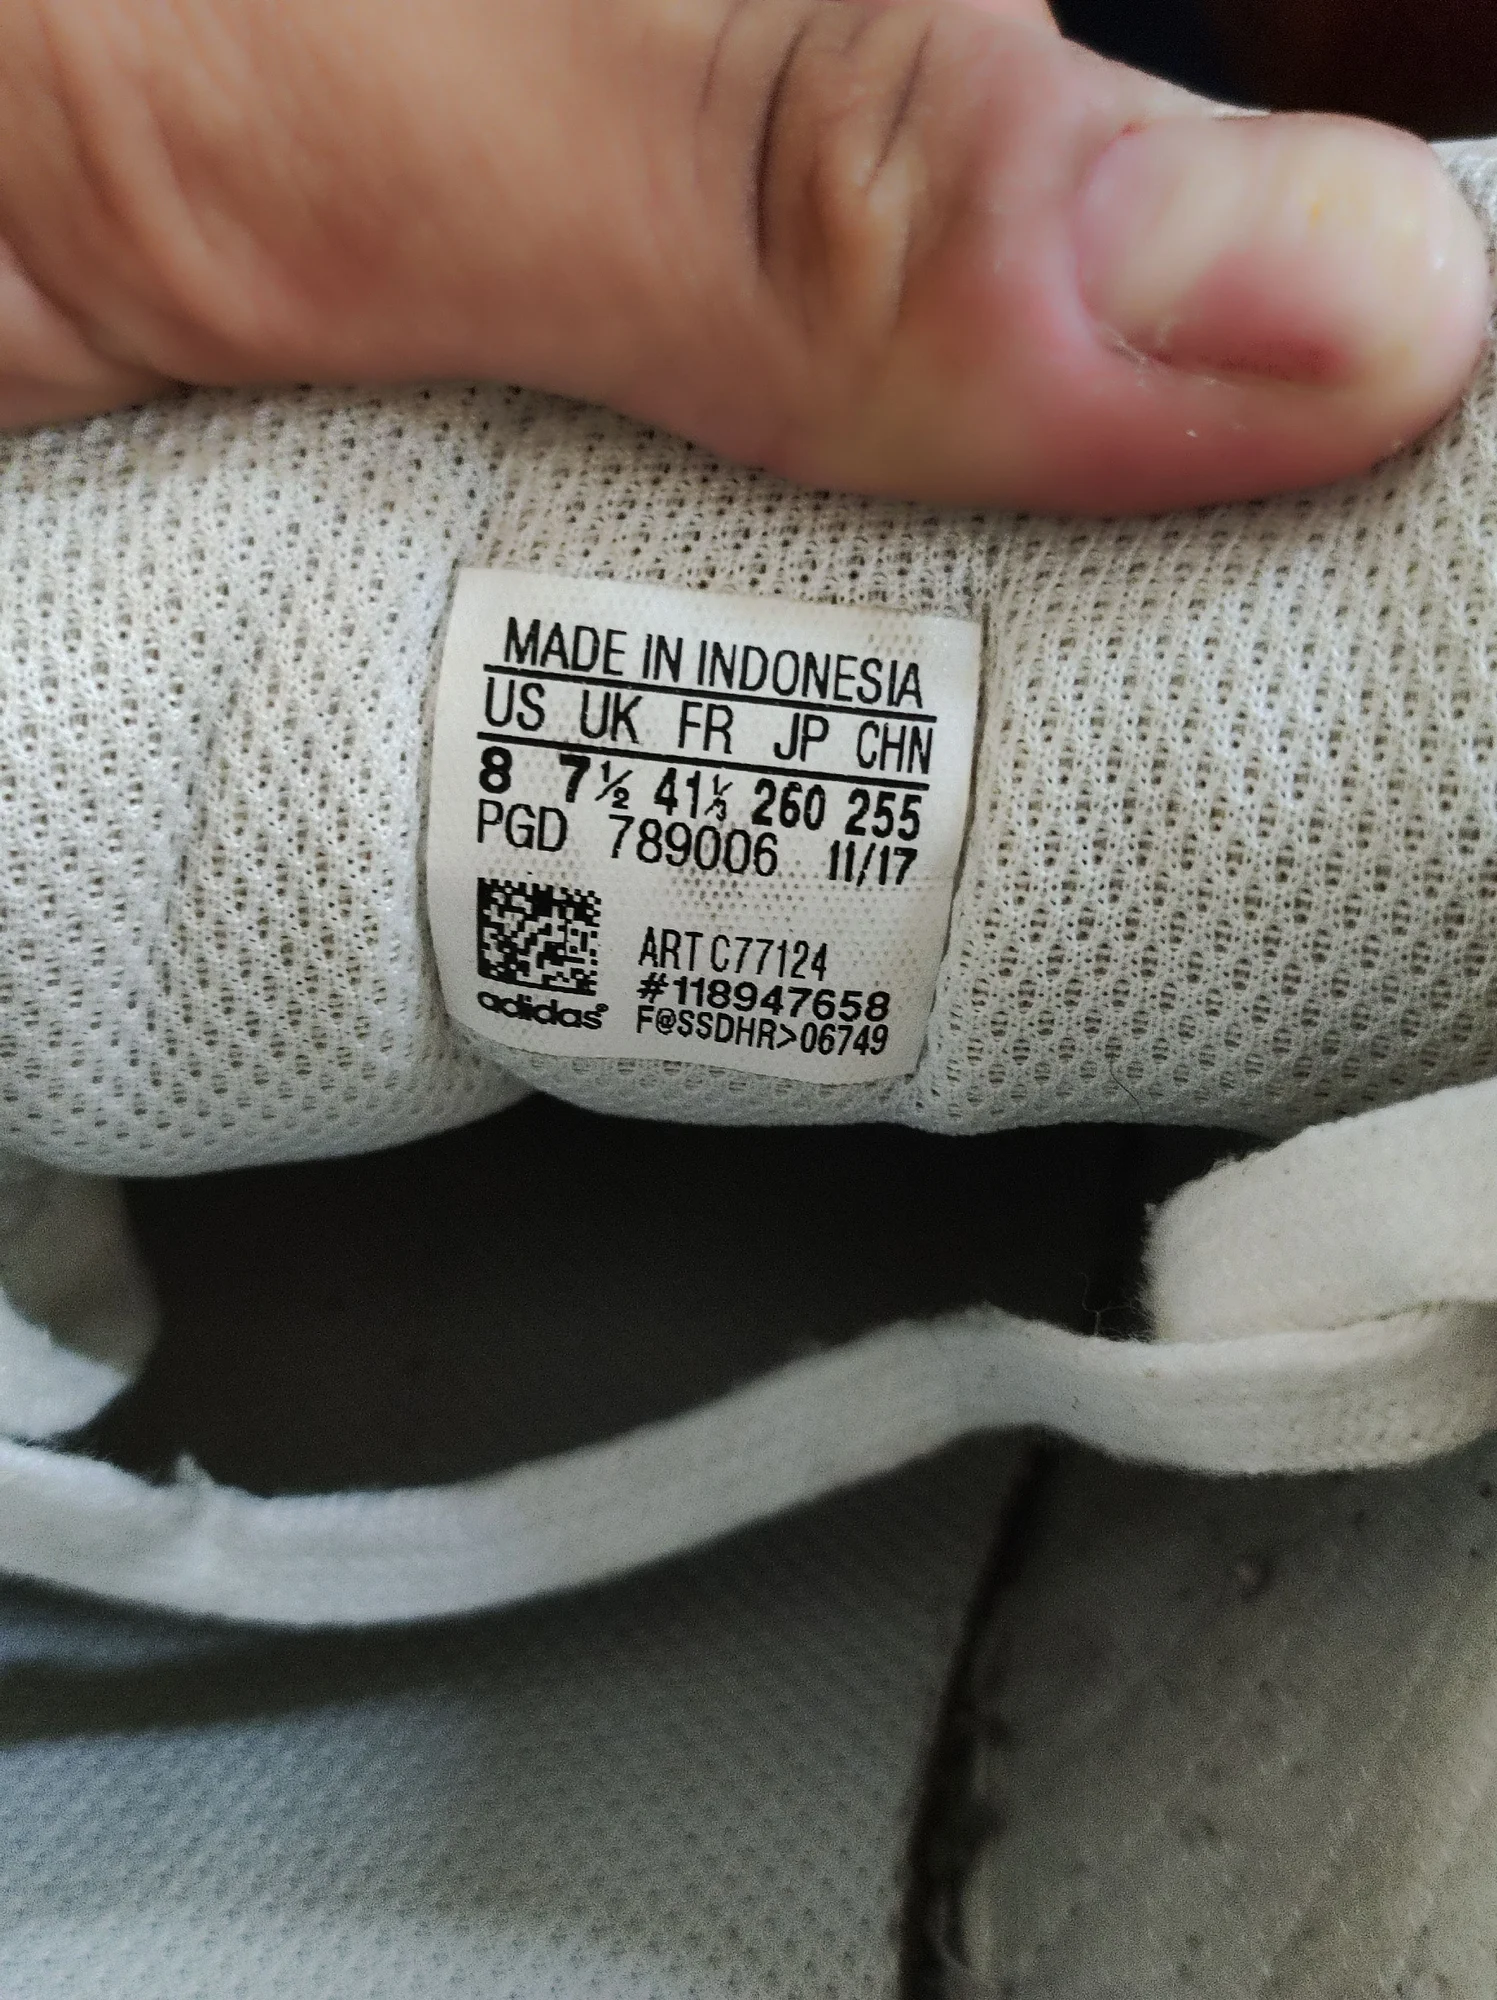 MADE IN INDONESIA
US UK FR JP CHN
8 7½ 41⅓ 260 255
PGD 789006 11/17
ART C77124
#118947658
adidas®
F@SSDHR>06749